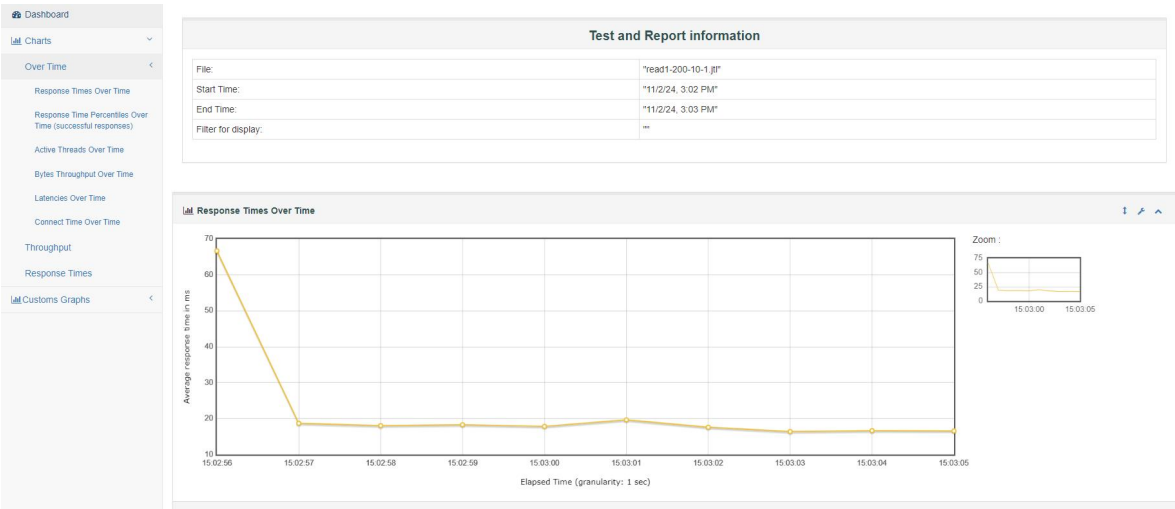 Dashboard
Charts
Over Time
Response Times Over Time
Response Time Percentiles Over
Time (successful responses)
Active Threads Over Time
Bytes Throughput Over Time
Latencies Over Time
Connect Time Over Time
Throughput
Response Times
Customs Graphs
Test and Report information
File: "read1-200-10-1.jtl"
Start Time: "11/2/24, 3:02 PM"
End Time: "11/2/24, 3:03 PM"
Filter for display: ""
Response Times Over Time
Average response time in ms
70
60
50
40
30
20
10
15:02:56 15:02:57 15:02:58 15:02:59 15:03:00 15:03:01 15:03:02 15:03:03 15:03:04 15:03:05
Elapsed Time (granularity: 1 sec)
Zoom :
75
50
25
0
15:03:00 15:03:05